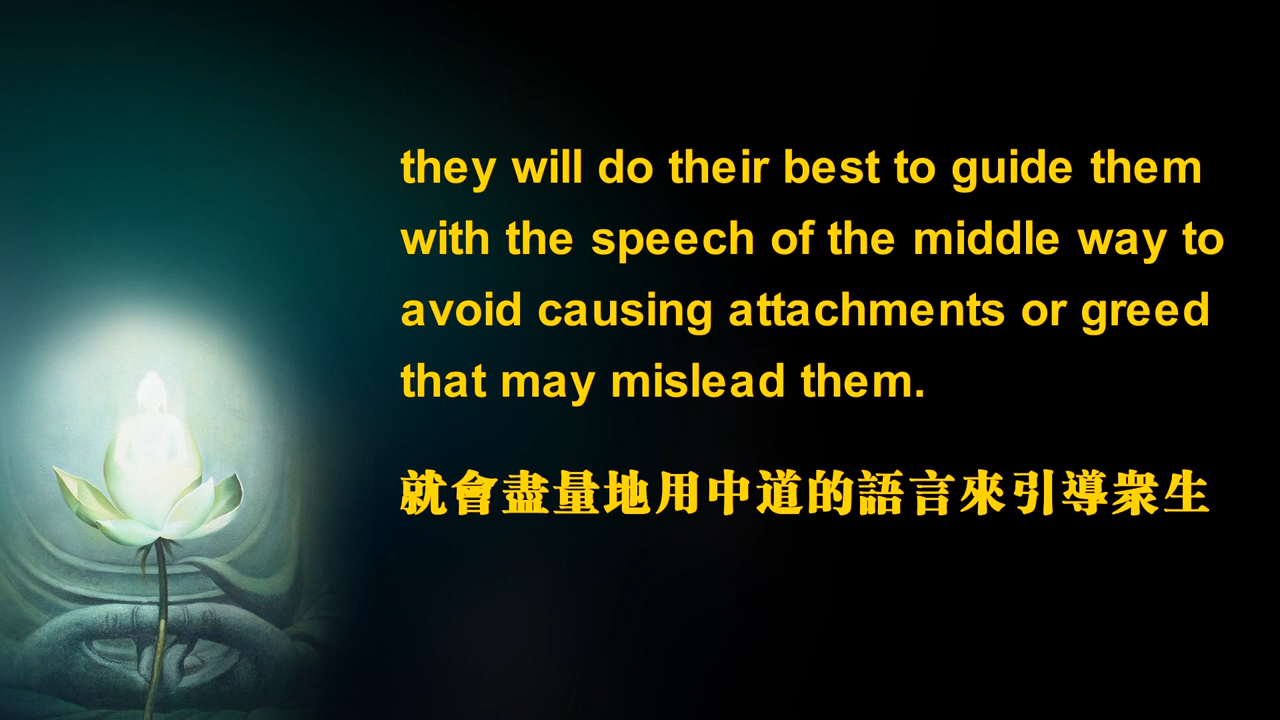 they will do their best to guide them
with the speech of the middle way to
avoid causing attachments or greed
that may mislead them.
就會盡量地用中道的語言來引導衆生